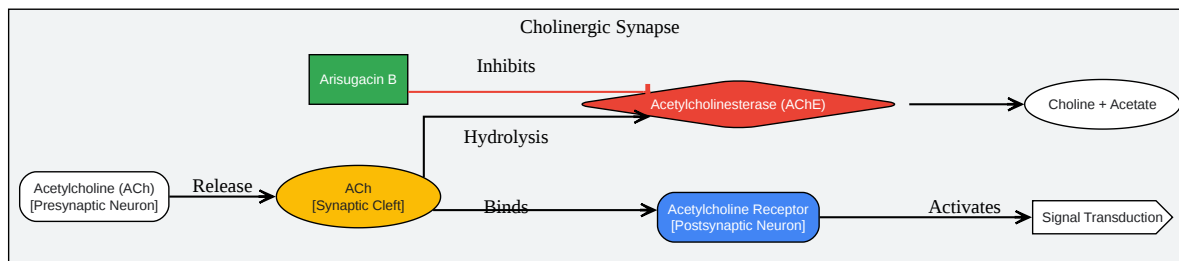 Cholinergic Synapse
Arisugacin B
Inhibits
Acetylcholinesterase (AChE)
Choline + Acetate
Hydrolysis
Acetylcholine (ACh)
[Presynaptic Neuron]
Release
ACh
[Synaptic Cleft]
Binds
Acetylcholine Receptor
[Postsynaptic Neuron]
Activates
Signal Transduction